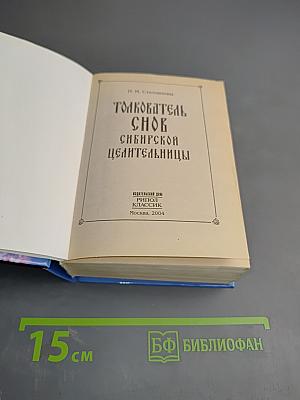 Н. И. Степанова
ТОЛКОВАТЕЛЬ
СНОВ
СИБИРСКОЙ
ЦЕЛИТЕЛЬНИЦЫ
РИПОЛ
КЛАССИК
Москва, 2004
15 см
БФ БИБЛИОФАН